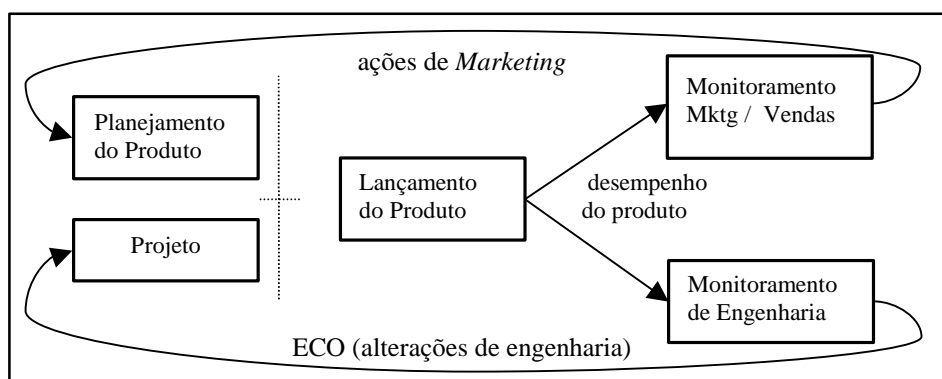 ações de Marketing
Monitoramento
Mktg / Vendas
Planejamento
do Produto
Lançamento
do Produto
desempenho
do produto
Projeto
Monitoramento
de Engenharia
ECO (alterações de engenharia)